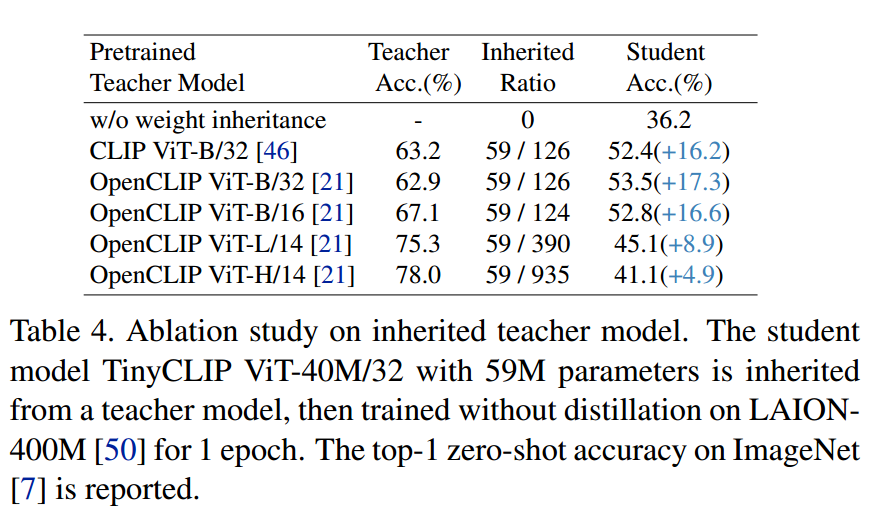 Pretrained Teacher Inherited Student
Teacher Model Acc.(%) Ratio Acc.(%)
w/o weight inheritance - 0 36.2
CLIP ViT-B/32 [46] 63.2 59 / 126 52.4(+16.2)
OpenCLIP ViT-B/32 [21] 62.9 59 / 126 53.5(+17.3)
OpenCLIP ViT-B/16 [21] 67.1 59 / 124 52.8(+16.6)
OpenCLIP ViT-L/14 [21] 75.3 59 / 390 45.1(+8.9)
OpenCLIP ViT-H/14 [21] 78.0 59 / 935 41.1(+4.9)
Table 4. Ablation study on inherited teacher model. The student
model TinyCLIP ViT-40M/32 with 59M parameters is inherited
from a teacher model, then trained without distillation on LAION-
400M [50] for 1 epoch. The top-1 zero-shot accuracy on ImageNet
[7] is reported.